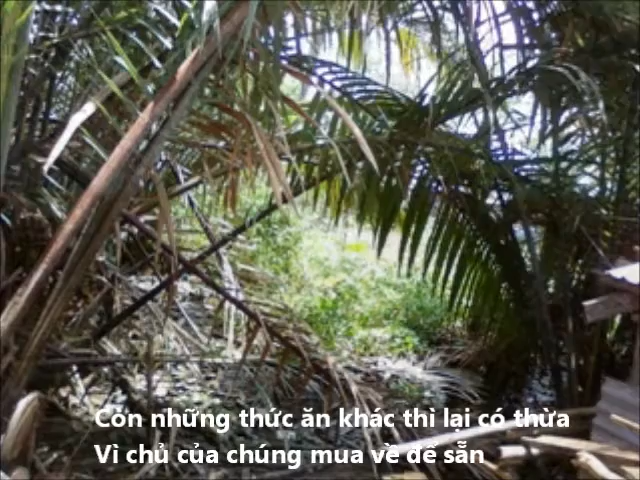 Còn những thức ăn khác thì lại có thừa
Vì chủ của chúng mua về để sẵn